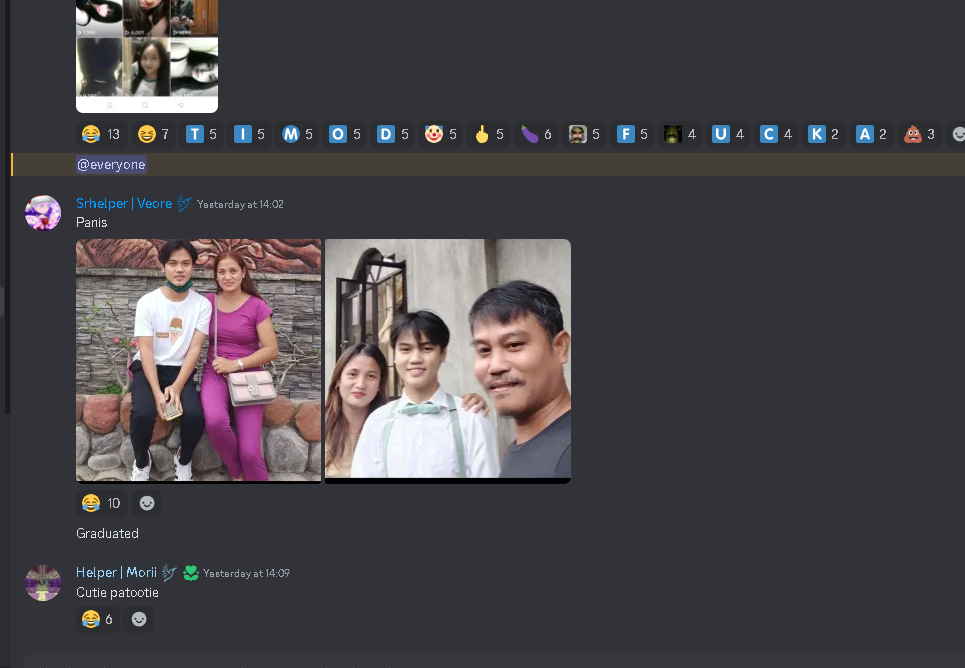 13 7 T 5 I 5 M 5 O 5 D 5 5 5 6 5 F 5 4 U 4 C 4 K 2 A 2 3
@everyone
Srhelper | Veore Yesterday at 14:02
Panis
10
Graduated
Helper | Morii Yesterday at 14:09
Cutie patootie
6